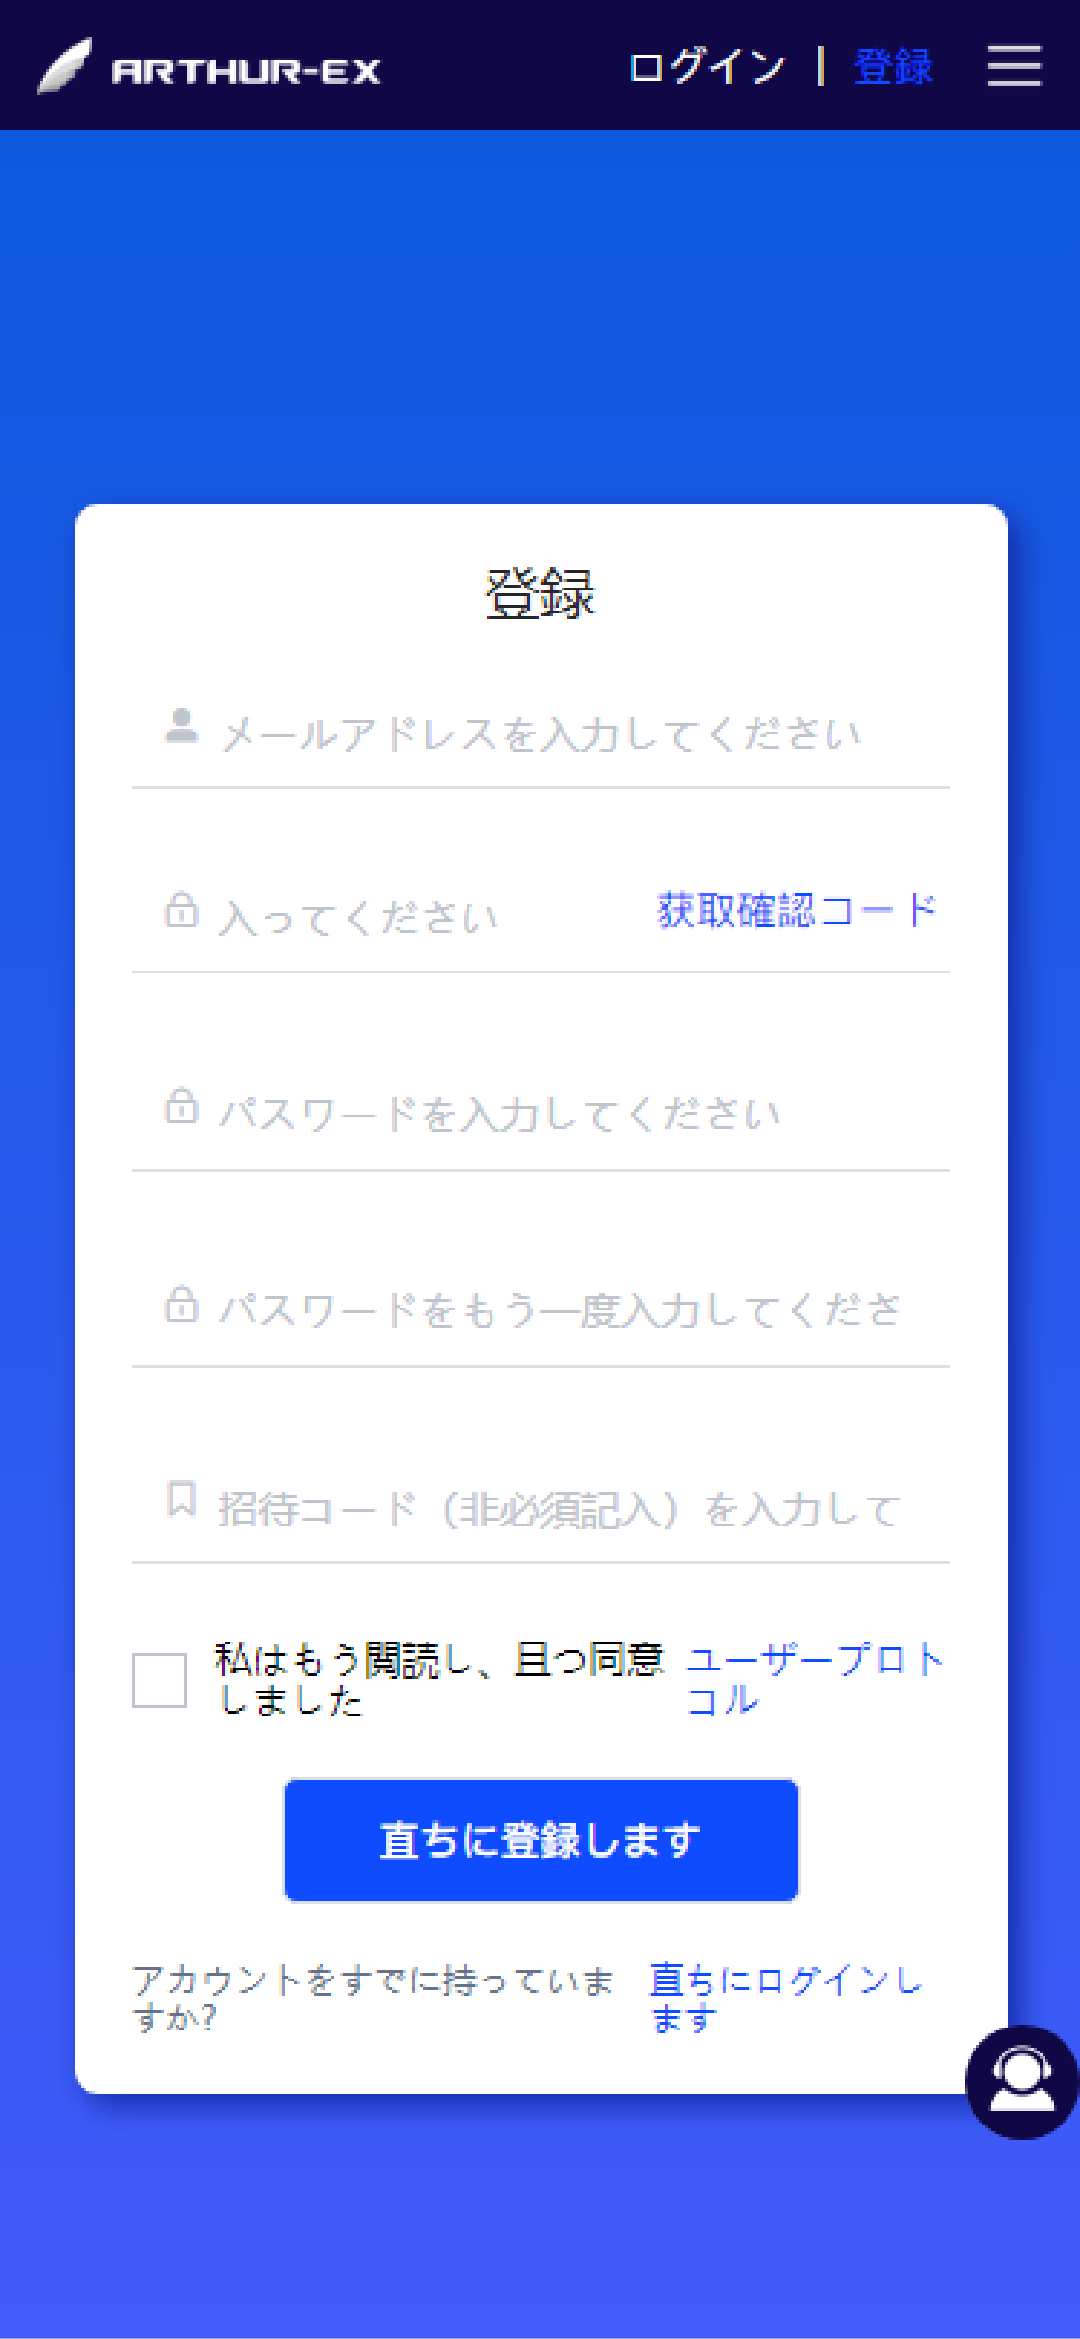 ARTHUR-EX
ログイン | 登録
登録
メールアドレスを入力してください
入ってください 获取確認コード
パスワードを入力してください
パスワードをもう一度入力してくださ
招待コード（非必須記入）を入力して
私はもう閲読し、且つ同意 ユーザープロト
しました コル
直ちに登録します
アカウントをすでに持っていま 直ちにログインし
すか? ます